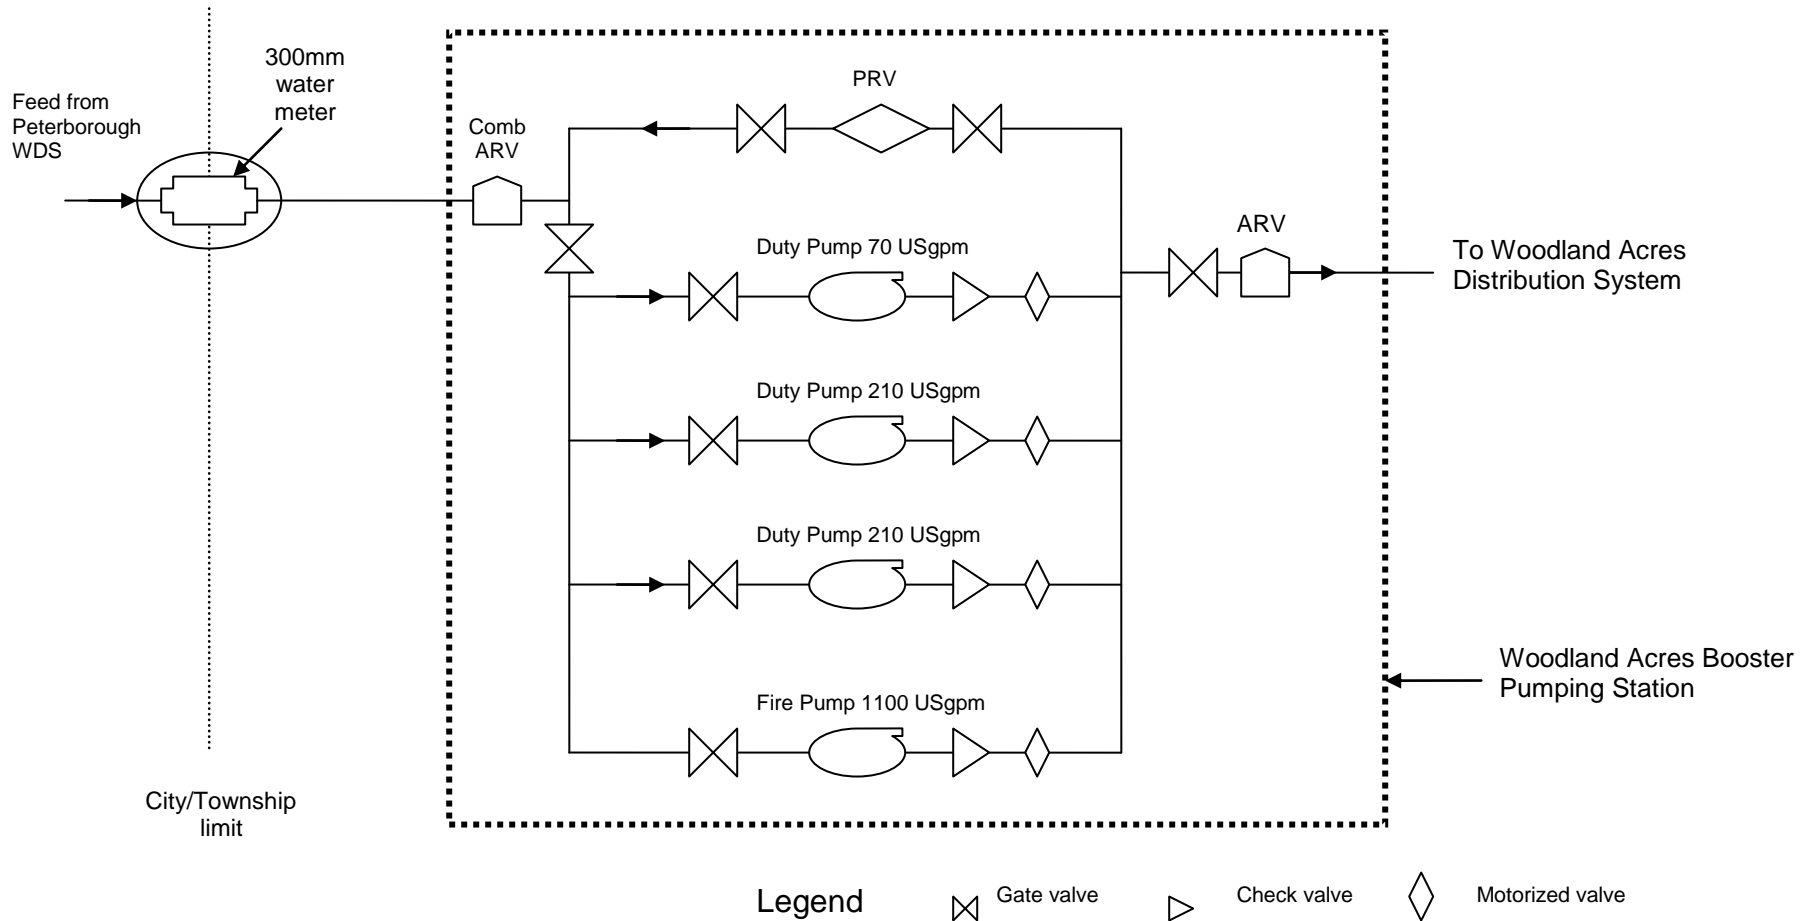 300mm
water
meter
Feed from
Peterborough
WDS
City/Township
limit
Comb
ARV
PRV
Duty Pump 70 USgpm
Duty Pump 210 USgpm
Duty Pump 210 USgpm
Fire Pump 1100 USgpm
ARV
To Woodland Acres
Distribution System
Woodland Acres Booster
Pumping Station
Legend
Gate valve
Check valve
Motorized valve